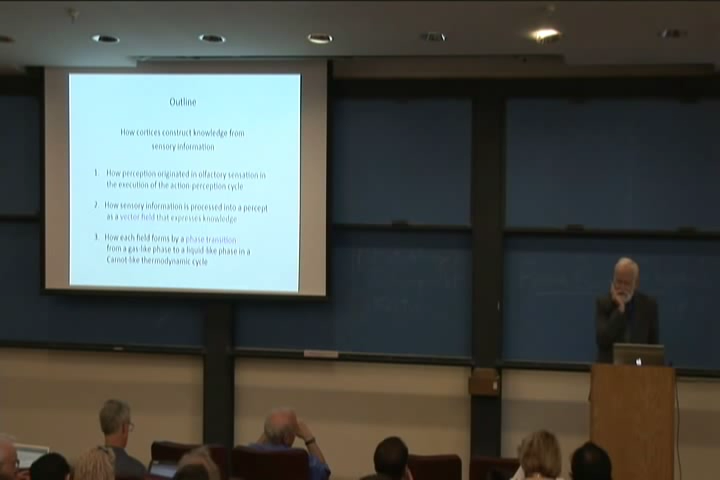 Outline
How cortices construct knowledge from
sensory information
1. How perception originated in olfactory sensation in
the execution of the action-perception cycle
2. How sensory information is processed into a percept
as a vector field that expresses knowledge
3. How each field forms by a phase transition
from a gas-like phase to a liquid-like phase in a
Carnot-like thermodynamic cycle